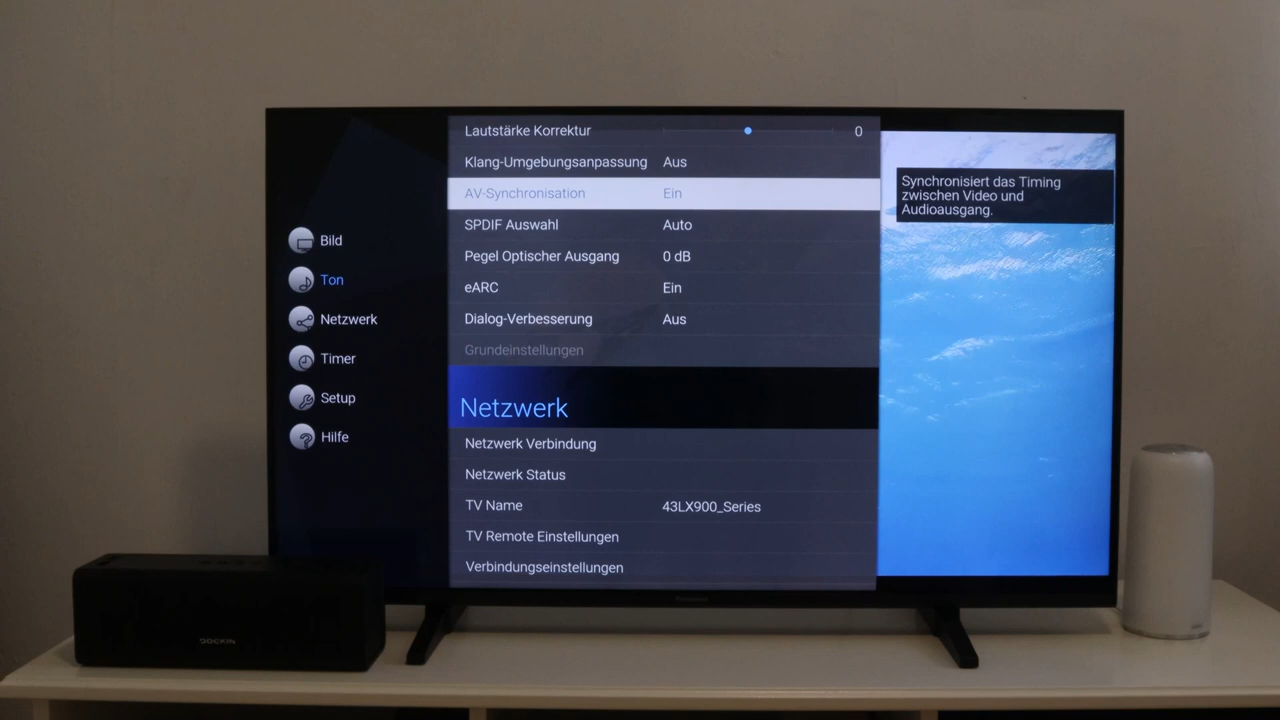 Lautstärke Korrektur 0
Klang-Umgebungsanpassung Aus
AV-Synchronisation Ein
SPDIF Auswahl Auto
Pegel Optischer Ausgang 0 dB
eARC Ein
Dialog-Verbesserung Aus
Grundeinstellungen
Netzwerk
Netzwerk Verbindung
Netzwerk Status
TV Name 43LX900_Series
TV Remote Einstellungen
Verbindungseinstellungen
Bild
Ton
Netzwerk
Timer
Setup
Hilfe
Synchronisiert das Timing
zwischen Video und
Audioausgang.
DOCKIN